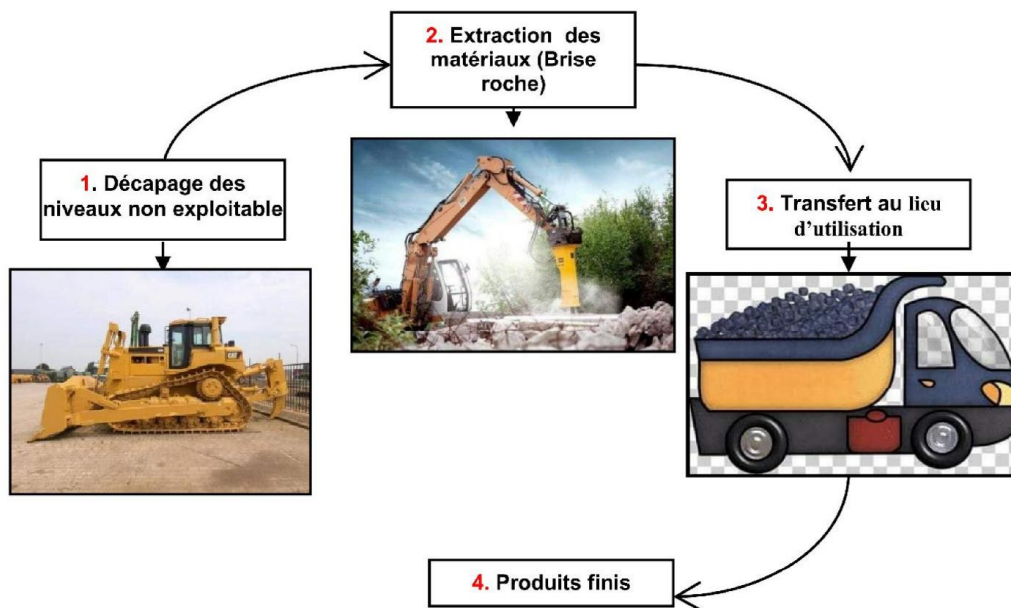 1. Décapage des
niveaux non exploitable
2. Extraction des
matériaux (Brise
roche)
3. Transfert au lieu
d’utilisation
4. Produits finis
CAT